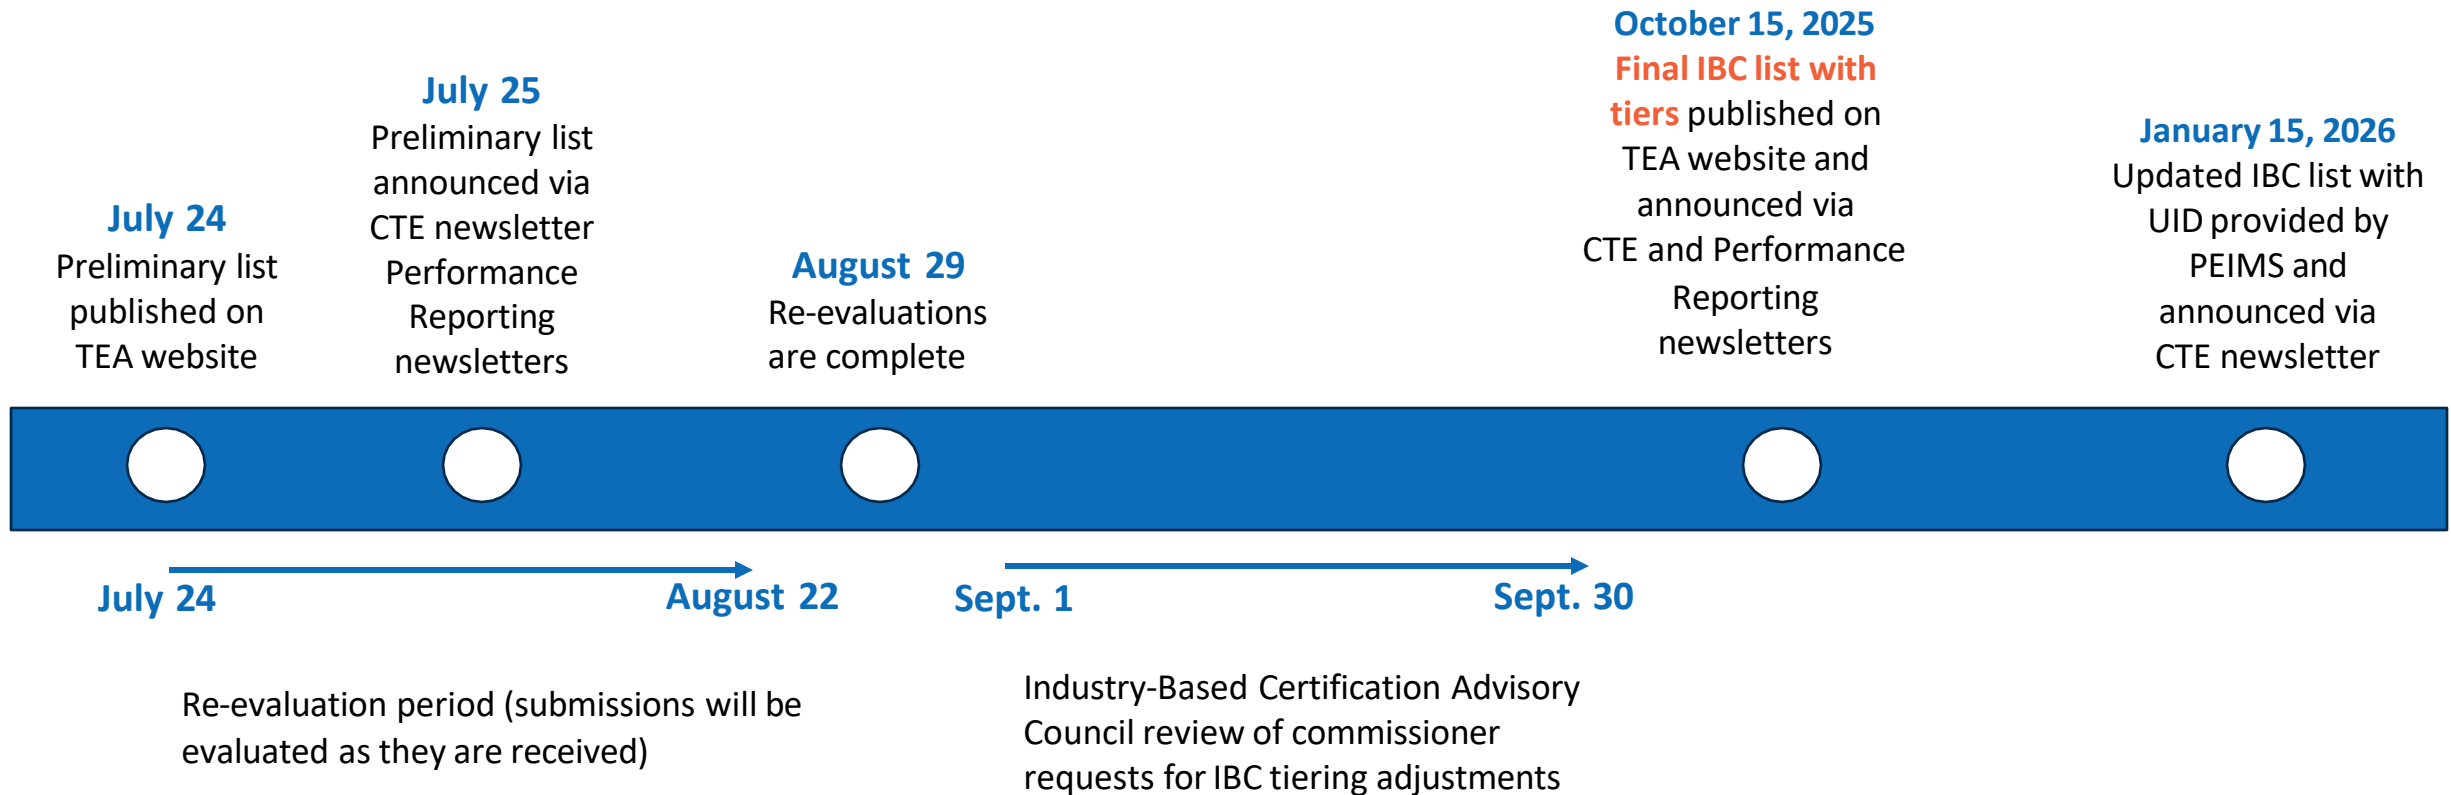 July 24
Preliminary list
published on
TEA website
July 25
Preliminary list
announced via
CTE newsletter
Performance
Reporting
newsletters
August 29
Re-evaluations
are complete
October 15, 2025
Final IBC list with
tiers published on
TEA website and
announced via
CTE and Performance
Reporting
newsletters
January 15, 2026
Updated IBC list with
UID provided by
PEIMS and
announced via
CTE newsletter
July 24
August 22
Sept. 1
Sept. 30
Re-evaluation period (submissions will be
evaluated as they are received)
Industry-Based Certification Advisory
Council review of commissioner
requests for IBC tiering adjustments